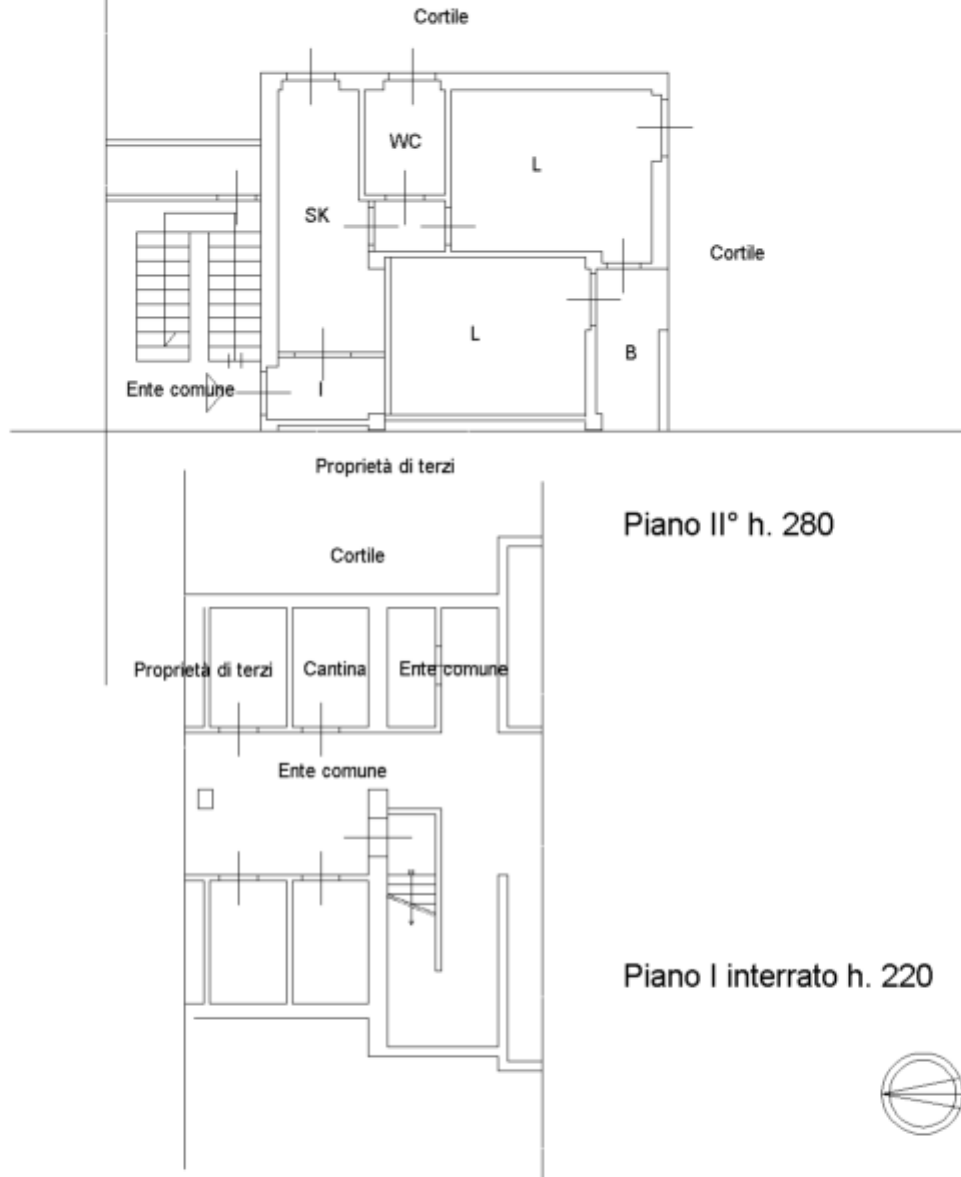 Cortile
WC
L
SK
Cortile
L
B
Ente comune
I
Proprietà di terzi
Piano II° h. 280
Cortile
Proprietà di terzi
Cantina
Ente comune
Ente comune
Piano I interrato h. 220